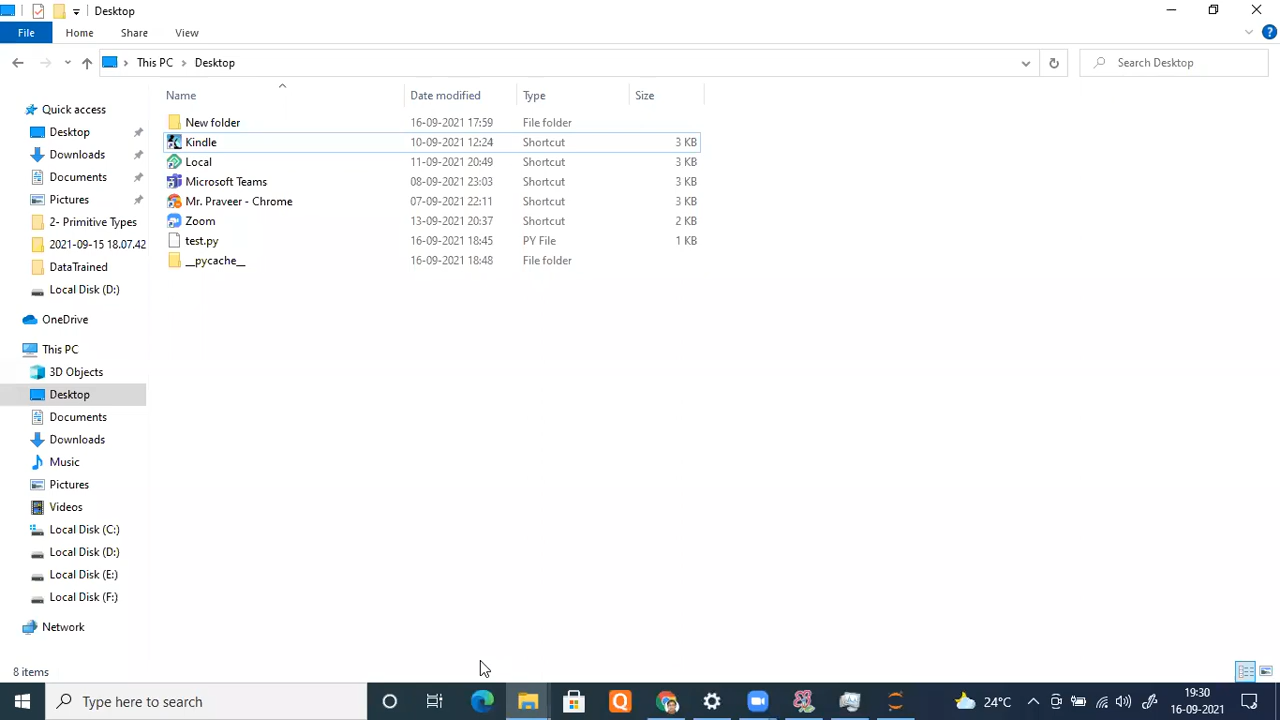 Desktop
File Home Share View
This PC Desktop
Search Desktop
Name Date modified Type Size
Quick access
Desktop
Downloads
Documents
Pictures
2- Primitive Types
2021-09-15 18.07.42
DataTrained
Local Disk (D:)
OneDrive
This PC
3D Objects
Desktop
Documents
Downloads
Music
Pictures
Videos
Local Disk (C:)
Local Disk (D:)
Local Disk (E:)
Local Disk (F:)
Network
New folder 16-09-2021 17:59 File folder
Kindle 10-09-2021 12:24 Shortcut 3 KB
Local 11-09-2021 20:49 Shortcut 3 KB
Microsoft Teams 08-09-2021 23:03 Shortcut 3 KB
Mr. Praveer - Chrome 07-09-2021 22:11 Shortcut 3 KB
Zoom 13-09-2021 20:37 Shortcut 2 KB
test.py 16-09-2021 18:45 PY File 1 KB
__pycache__ 16-09-2021 18:48 File folder
8 items
Type here to search
24°C
19:30
16-09-2021